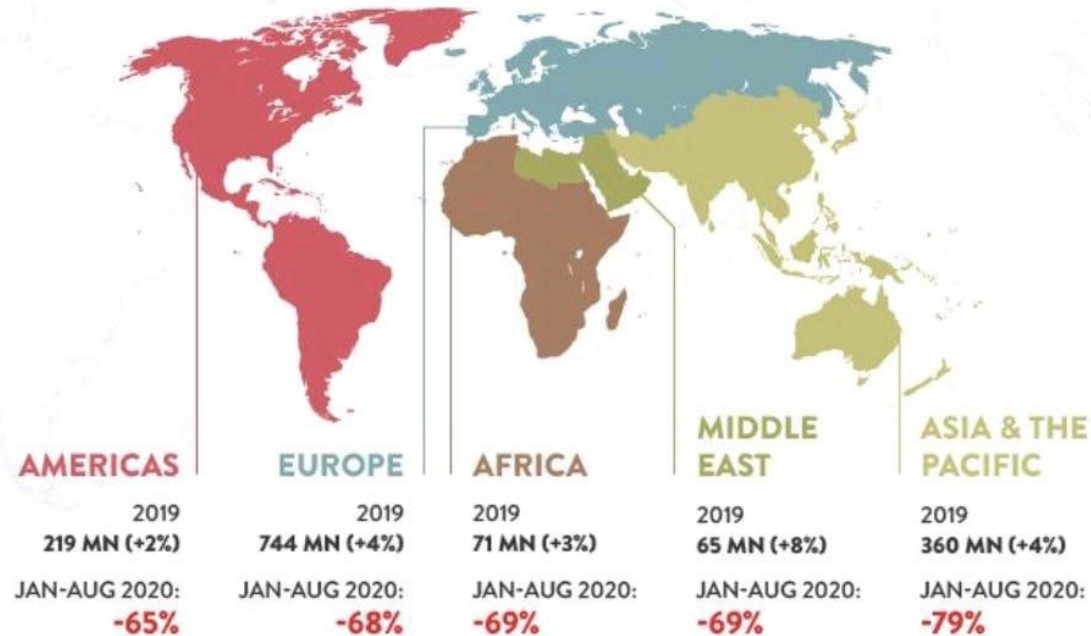 AMERICAS
2019
219 MN (+2%)
JAN-AUG 2020:
-65%
EUROPE
2019
744 MN (+4%)
JAN-AUG 2020:
-68%
AFRICA
2019
71 MN (+3%)
JAN-AUG 2020:
-69%
MIDDLE
EAST
2019
65 MN (+8%)
JAN-AUG 2020:
-69%
ASIA & THE
PACIFIC
2019
360 MN (+4%)
JAN-AUG 2020:
-79%